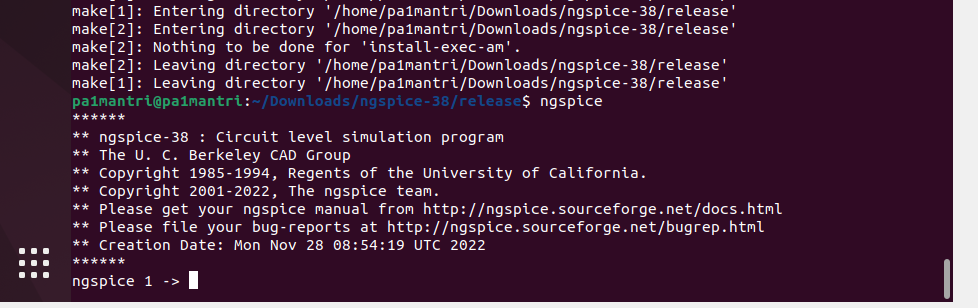 make[1]: Entering directory '/home/pa1mantri/Downloads/ngspice-38/release'
make[2]: Entering directory '/home/pa1mantri/Downloads/ngspice-38/release'
make[2]: Nothing to be done for 'install-exec-am'.
make[2]: Leaving directory '/home/pa1mantri/Downloads/ngspice-38/release'
make[1]: Leaving directory '/home/pa1mantri/Downloads/ngspice-38/release'
pa1mantri@pa1mantri:~/Downloads/ngspice-38/release$ ngspice
******
** ngspice-38 : Circuit level simulation program
** The U. C. Berkeley CAD Group
** Copyright 1985-1994, Regents of the University of California.
** Copyright 2001-2022, The ngspice team.
** Please get your ngspice manual from http://ngspice.sourceforge.net/docs.html
** Please file your bug-reports at http://ngspice.sourceforge.net/bugrep.html
** Creation Date: Mon Nov 28 08:54:19 UTC 2022
******
ngspice 1 ->